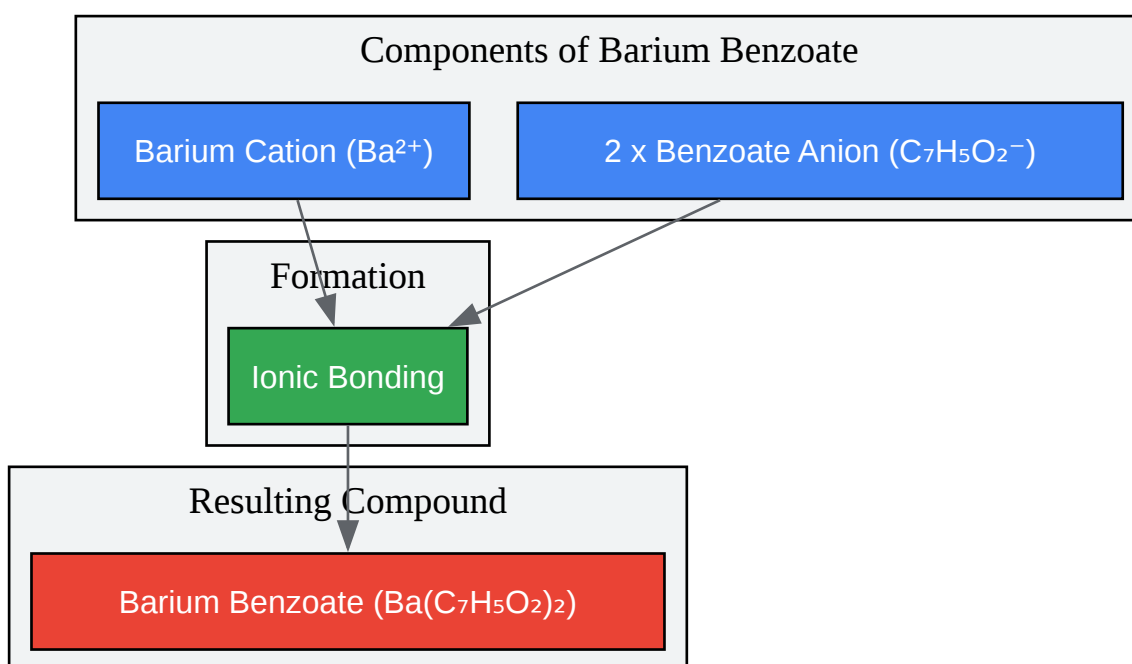 Components of Barium Benzoate
Barium Cation (Ba²⁺)
2 x Benzoate Anion (C₇H₅O₂⁻)
Formation
Ionic Bonding
Resulting Compound
Barium Benzoate (Ba(C₇H₅O₂)₂)